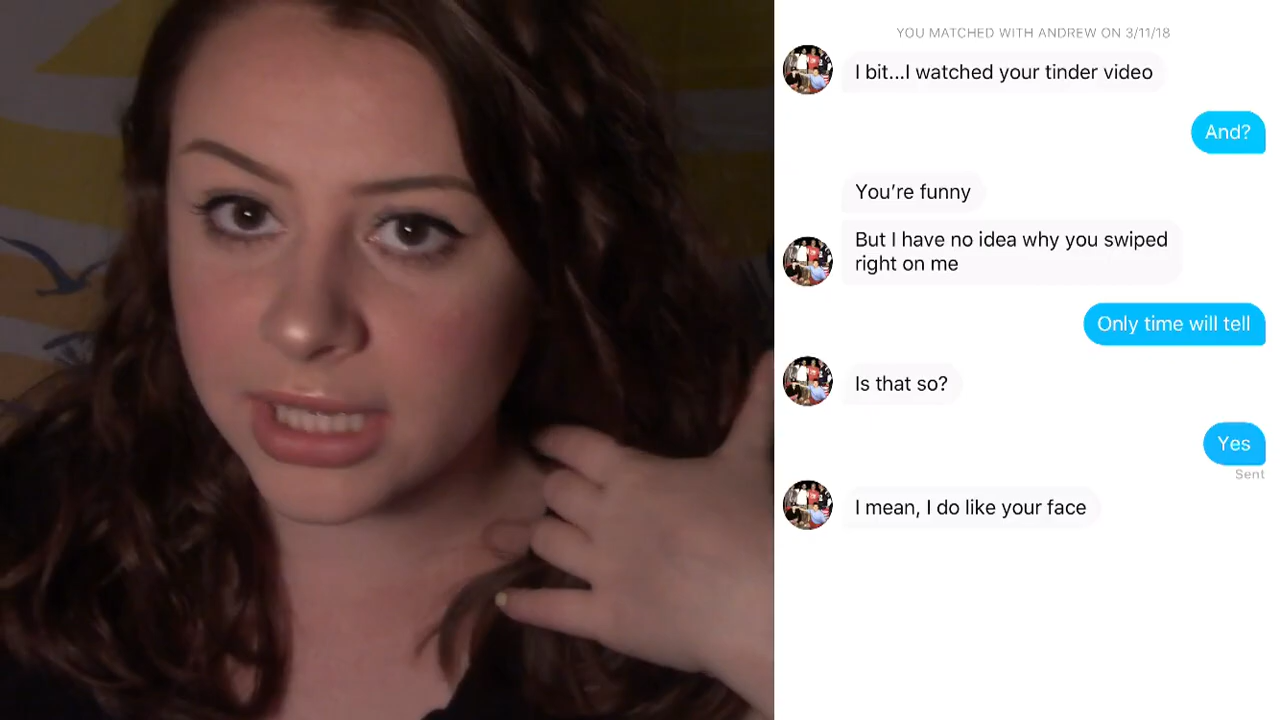 YOU MATCHED WITH ANDREW ON 3/11/18
I bit...I watched your tinder video
And?
You're funny
But I have no idea why you swiped
right on me
Only time will tell
Is that so?
Yes
Sent
I mean, I do like your face